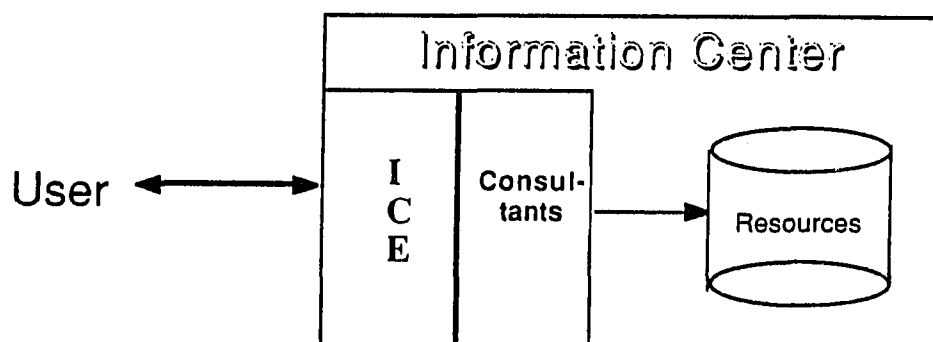 Information Center
User
I
C
E
Consul-
tants
Resources